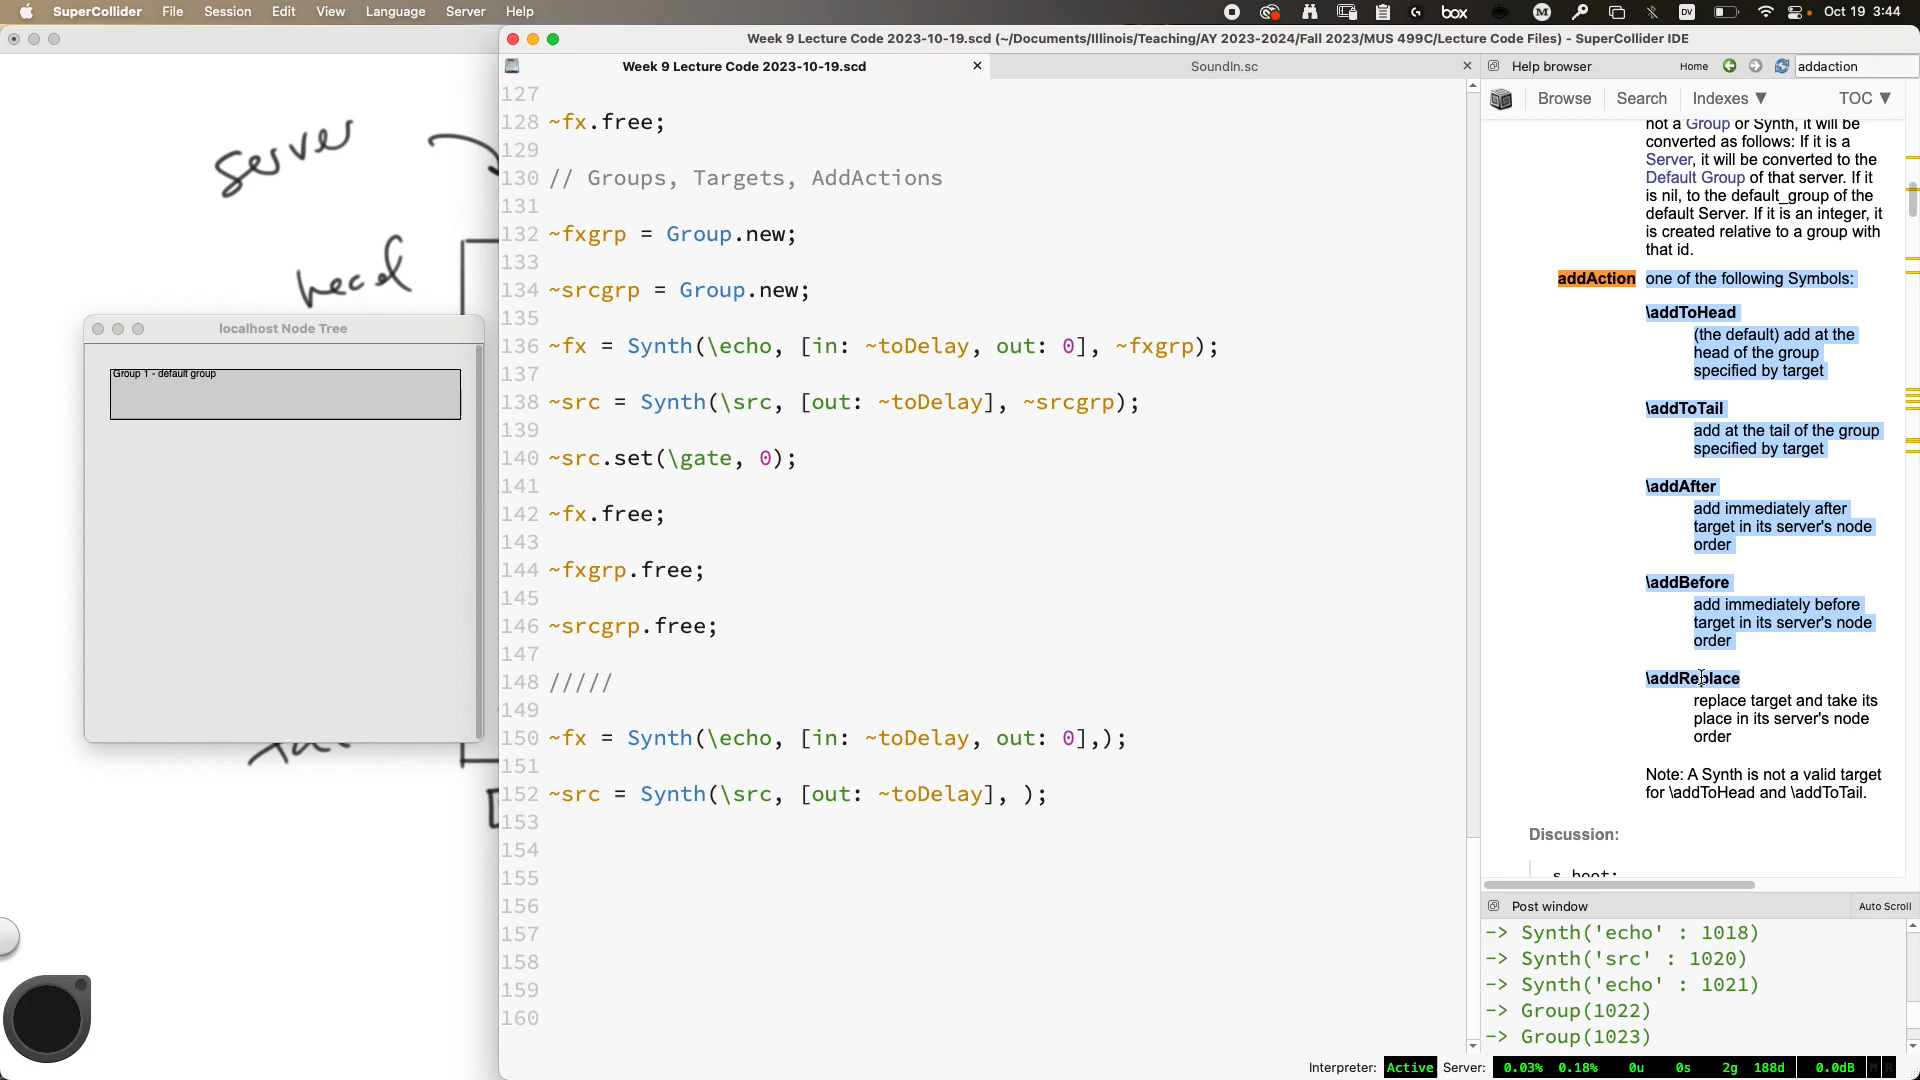 SuperCollider File Session Edit View Language Server Help
box
DV
Oct 19 3:44
Week 9 Lecture Code 2023-10-19.scd (~/Documents/Illinois/Teaching/AY 2023-2024/Fall 2023/MUS 499C/Lecture Code Files) - SuperCollider IDE
Week 9 Lecture Code 2023-10-19.scd
SoundIn.sc
server
head
localhost Node Tree
Group 1 - default group
127
128 ~fx.free;
129
130 // Groups, Targets, AddActions
131
132 ~fxgrp = Group.new;
133
134 ~srcgrp = Group.new;
135
136 ~fx = Synth(\echo, [in: ~toDelay, out: 0], ~fxgrp);
137
138 ~src = Synth(\src, [out: ~toDelay], ~srcgrp);
139
140 ~src.set(\gate, 0);
141
142 ~fx.free;
143
144 ~fxgrp.free;
145
146 ~srcgrp.free;
147
148 /////
149
150 ~fx = Synth(\echo, [in: ~toDelay, out: 0],);
151
152 ~src = Synth(\src, [out: ~toDelay], );
153
154
155
156
157
158
159
160
Help browser Home addaction
Browse Search Indexes ▼ TOC ▼
not a Group or Synth, it will be
converted as follows: If it is a
Server, it will be converted to the
Default Group of that server. If it
is nil, to the default_group of the
default Server. If it is an integer, it
is created relative to a group with
that id.
addAction one of the following Symbols:
\addToHead
(the default) add at the
head of the group
specified by target
\addToTail
add at the tail of the group
specified by target
\addAfter
add immediately after
target in its server's node
order
\addBefore
add immediately before
target in its server's node
order
\addReplace
replace target and take its
place in its server's node
order
Note: A Synth is not a valid target
for \addToHead and \addToTail.
Discussion:
s.boot;
Post window Auto Scroll
-> Synth('echo' : 1018)
-> Synth('src' : 1020)
-> Synth('echo' : 1021)
-> Group(1022)
-> Group(1023)
Interpreter: Active Server: 0.03% 0.18% 0u 0s 2g 188d 0.0dB M R